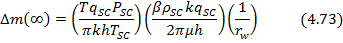 Δm(∞) = (Tq_SC P_SC / πkhT_SC)(βρ_SC kq_SC / 2πμh)(1 / r_w) (4.73)